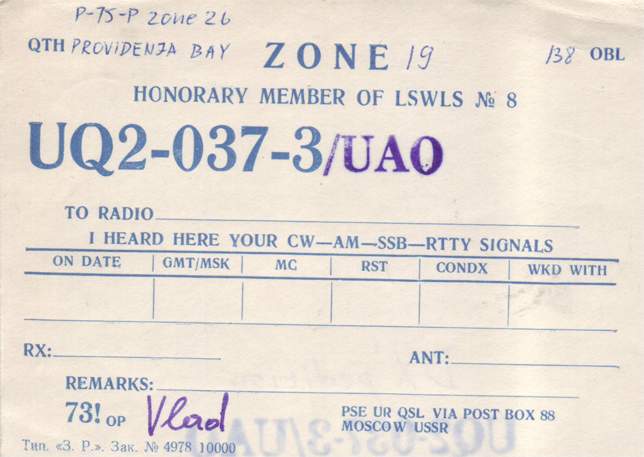 P-75-P zone 26
QTH PROVIDENJA BAY ZONE 19 138 OBL
HONORARY MEMBER OF LSWLS № 8
UQ2-037-3/UAO
TO RADIO
I HEARD HERE YOUR CW—AM—SSB—RTTY SIGNALS
ON DATE GMT/MSK MC RST CONDX WKD WITH
RX: ANT:
REMARKS:
73! OP Vlad PSE UR QSL VIA POST BOX 88
MOSCOW USSR
Тип. «З. Р.». Зак. № 4978 10000